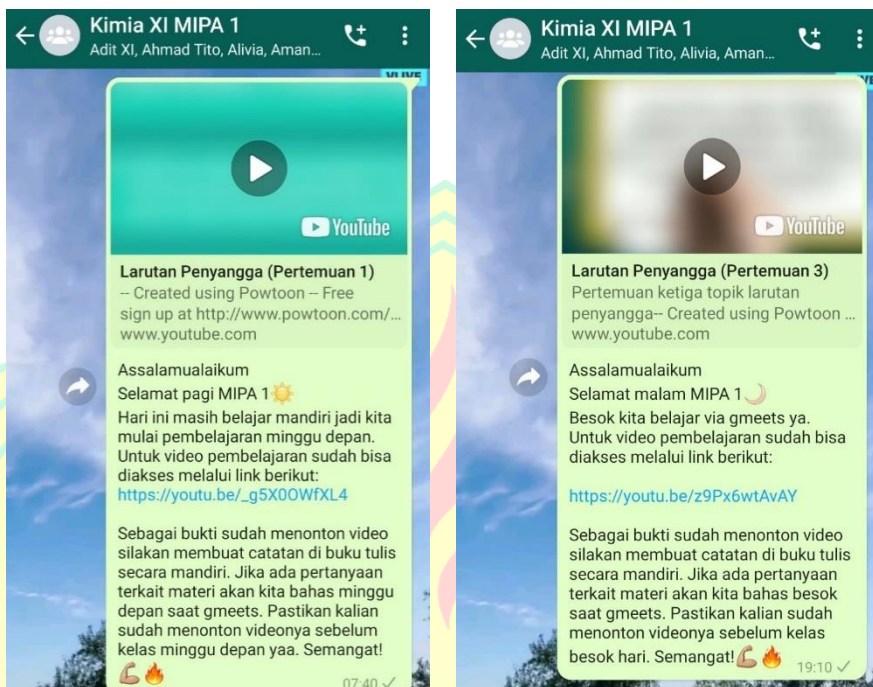 Kimia XI MIPA 1
Adit XI, Ahmad Tito, Alivia, Aman...
VLIVE
YouTube
Larutan Penyangga (Pertemuan 1)
-- Created using Powtoon -- Free
sign up at http://www.powtoon.com/...
www.youtube.com
Assalamualaikum
Selamat pagi MIPA 1
Hari ini masih belajar mandiri jadi kita
mulai pembelajaran minggu depan.
Untuk video pembelajaran sudah bisa
diakses melalui link berikut:
https://youtu.be/_g5X0OWfXL4
Sebagai bukti sudah menonton video
silakan membuat catatan di buku tulis
secara mandiri. Jika ada pertanyaan
terkait materi akan kita bahas minggu
depan saat gmeets. Pastikan kalian
sudah menonton videonya sebelum
kelas minggu depan yaa. Semangat!
07:40
Kimia XI MIPA 1
Adit XI, Ahmad Tito, Alivia, Aman...
YouTube
Larutan Penyangga (Pertemuan 3)
Pertemuan ketiga topik larutan
penyangga-- Created using Powtoon ...
www.youtube.com
Assalamualaikum
Selamat malam MIPA 1
Besok kita belajar via gmeets ya.
Untuk video pembelajaran sudah bisa
diakses melalui link berikut:
https://youtu.be/z9Px6wtAvAY
Sebagai bukti sudah menonton video
silakan membuat catatan di buku tulis
secara mandiri. Jika ada pertanyaan
terkait materi akan kita bahas besok
saat gmeets. Pastikan kalian sudah
menonton videonya sebelum kelas
besok hari. Semangat!
19:10